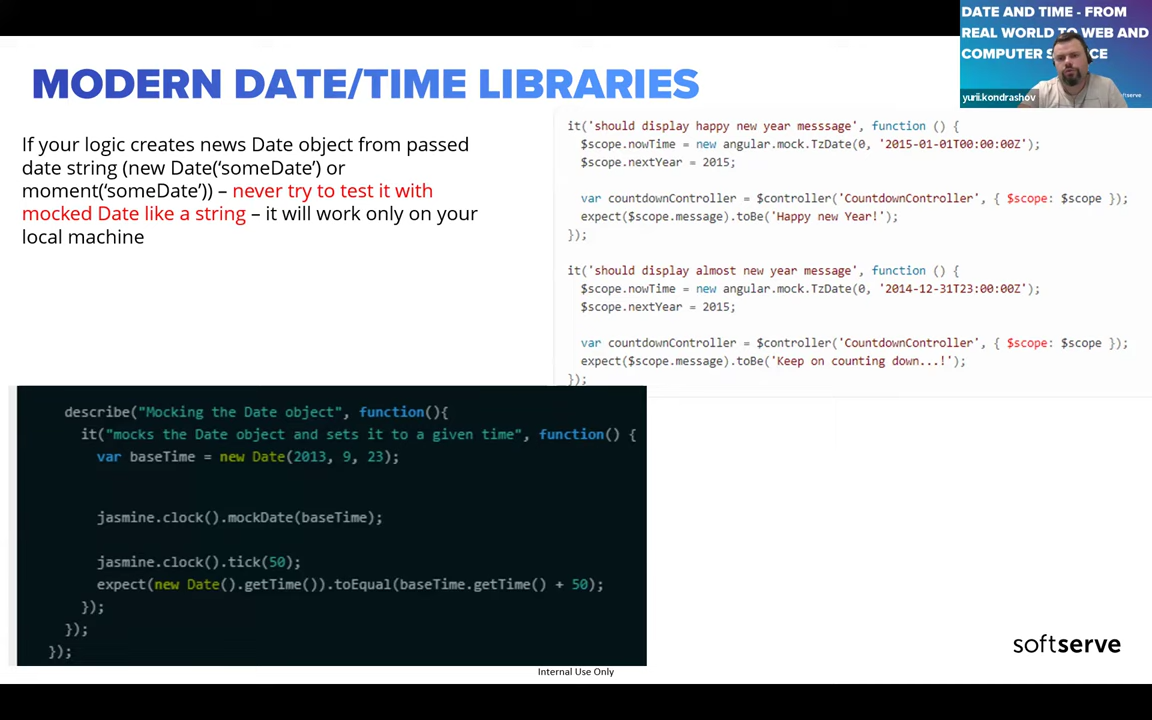 DATE AND TIME - FROM
REAL WORLD TO WEB AND
COMPUTER
yurii.kondrashov
softserve
MODERN DATE/TIME LIBRARIES
If your logic creates news Date object from passed
date string (new Date(‘someDate’) or
moment(‘someDate’)) – never try to test it with
mocked Date like a string – it will work only on your
local machine
it('should display happy new year messsage', function () {
$scope.nowTime = new angular.mock.TzDate(0, '2015-01-01T00:00:00Z');
$scope.nextYear = 2015;
var countdownController = $controller('CountdownController', { $scope: $scope });
expect($scope.message).toBe('Happy new Year!');
});
it('should display almost new year message', function () {
$scope.nowTime = new angular.mock.TzDate(0, '2014-12-31T23:00:00Z');
$scope.nextYear = 2015;
var countdownController = $controller('CountdownController', { $scope: $scope });
expect($scope.message).toBe('Keep on counting down...!');
});
describe("Mocking the Date object", function(){
it("mocks the Date object and sets it to a given time", function() {
var baseTime = new Date(2013, 9, 23);
jasmine.clock().mockDate(baseTime);
jasmine.clock().tick(50);
expect(new Date().getTime()).toEqual(baseTime.getTime() + 50);
});
});
});
softserve
Internal Use Only